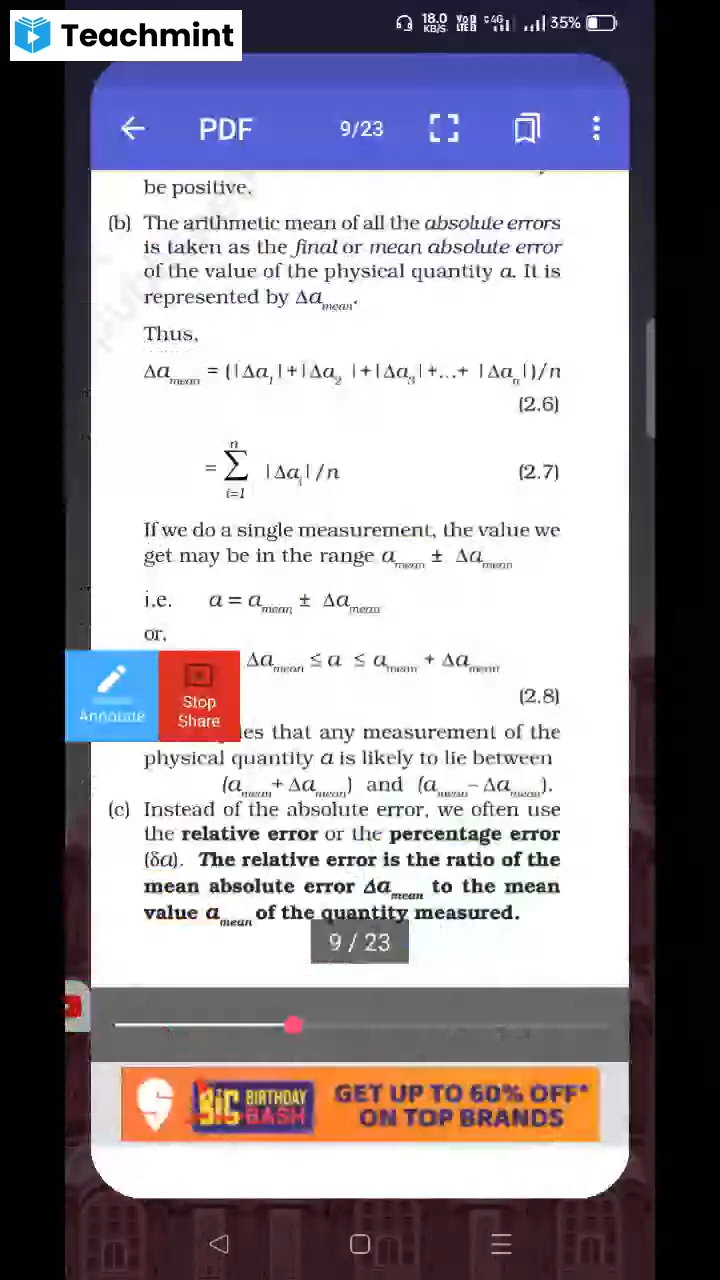 Teachmint
18.0 KB/S Vo LTE 4G 35%
PDF 9/23
be positive.
(b) The arithmetic mean of all the absolute errors
is taken as the final or mean absolute error
of the value of the physical quantity a. It is
represented by Δa_mean.
Thus,
Δa_mean = (|Δa_1|+|Δa_2 |+|Δa_3|+...+ |Δa_n|)/n
(2.6)
= ∑_{i=1}^{n} |Δa_i|/n (2.7)
If we do a single measurement, the value we
get may be in the range a_mean ± Δa_mean
i.e. a = a_mean ± Δa_mean
or,
Δa_mean ≤ a ≤ a_mean + Δa_mean
Annotate
Stop
Share
(2.8)
that any measurement of the
physical quantity a is likely to lie between
(a_mean + Δa_mean) and (a_mean − Δa_mean).
(c) Instead of the absolute error, we often use
the relative error or the percentage error
(δa). The relative error is the ratio of the
mean absolute error Δa_mean to the mean
value a_mean of the quantity measured.
9 / 23
BIG BIRTHDAY BASH
GET UP TO 60% OFF*
ON TOP BRANDS